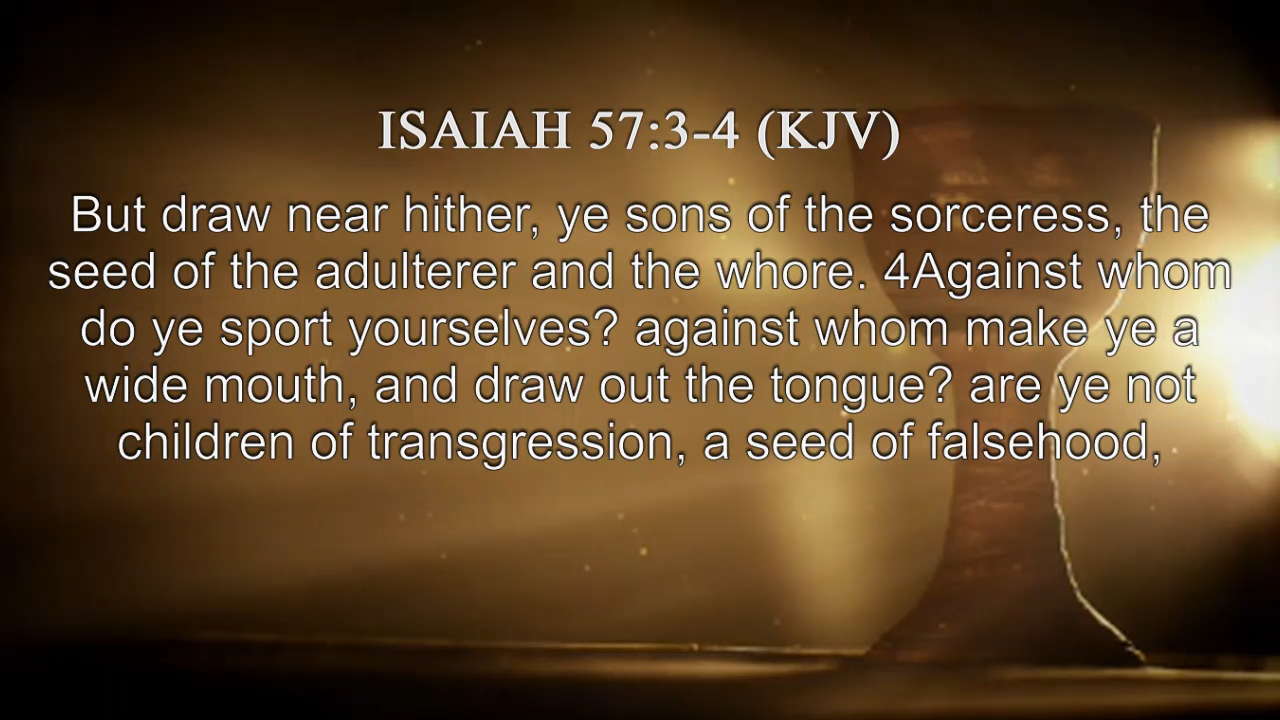 ISAIAH 57:3-4 (KJV)
But draw near hither, ye sons of the sorceress, the
seed of the adulterer and the whore. 4Against whom
do ye sport yourselves? against whom make ye a
wide mouth, and draw out the tongue? are ye not
children of transgression, a seed of falsehood,